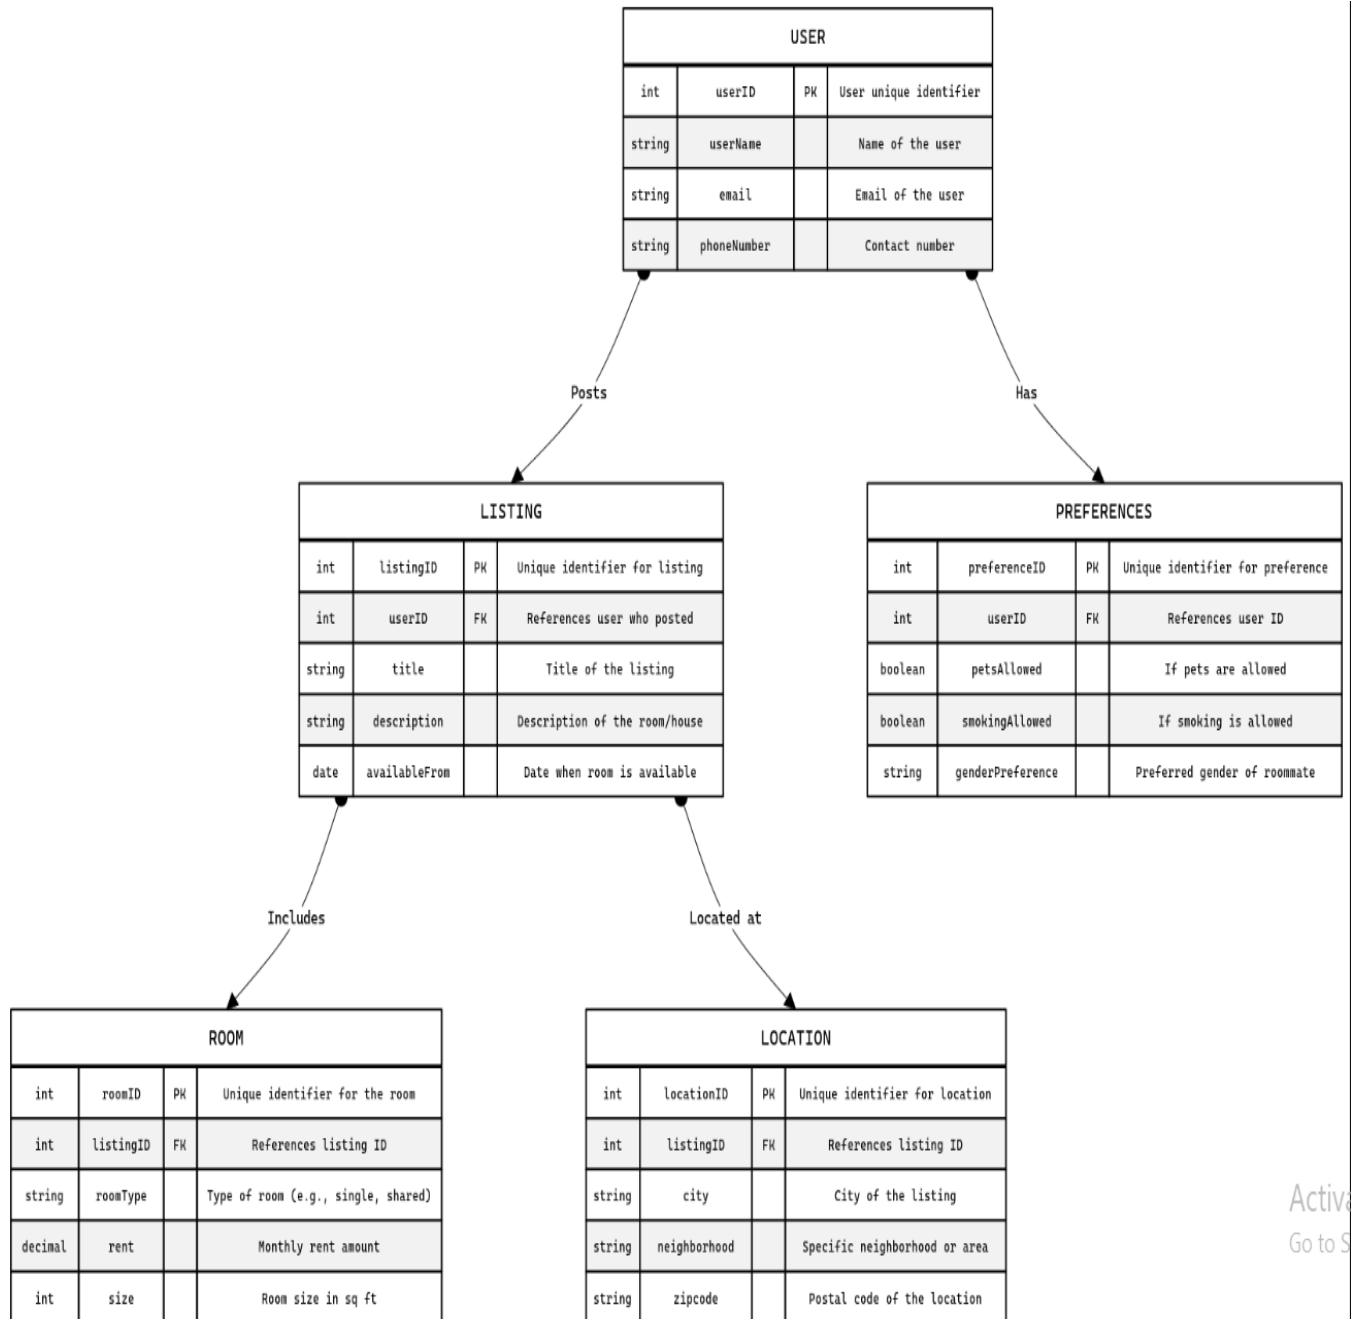 USER
int userID PK User unique identifier
string userName Name of the user
string email Email of the user
string phoneNumber Contact number
Posts
Has
LISTING
int listingID PK Unique identifier for listing
int userID FK References user who posted
string title Title of the listing
string description Description of the room/house
date availableFrom Date when room is available
PREFERENCES
int preferenceID PK Unique identifier for preference
int userID FK References user ID
boolean petsAllowed If pets are allowed
boolean smokingAllowed If smoking is allowed
string genderPreference Preferred gender of roommate
Includes
Located at
ROOM
int roomID PK Unique identifier for the room
int listingID FK References listing ID
string roomType Type of room (e.g., single, shared)
decimal rent Monthly rent amount
int size Room size in sq ft
LOCATION
int locationID PK Unique identifier for location
int listingID FK References listing ID
string city City of the listing
string neighborhood Specific neighborhood or area
string zipcode Postal code of the location
Go to